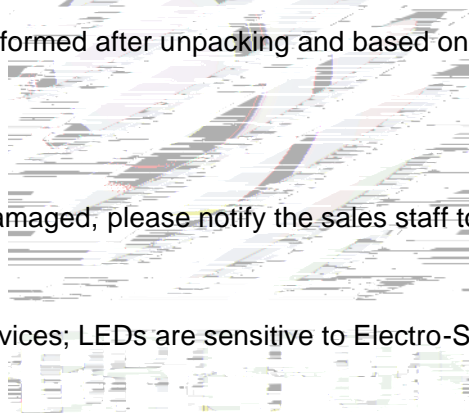 formed after unpacking and based on
amaged, please notify the sales staff to
vices; LEDs are sensitive to Electro-S